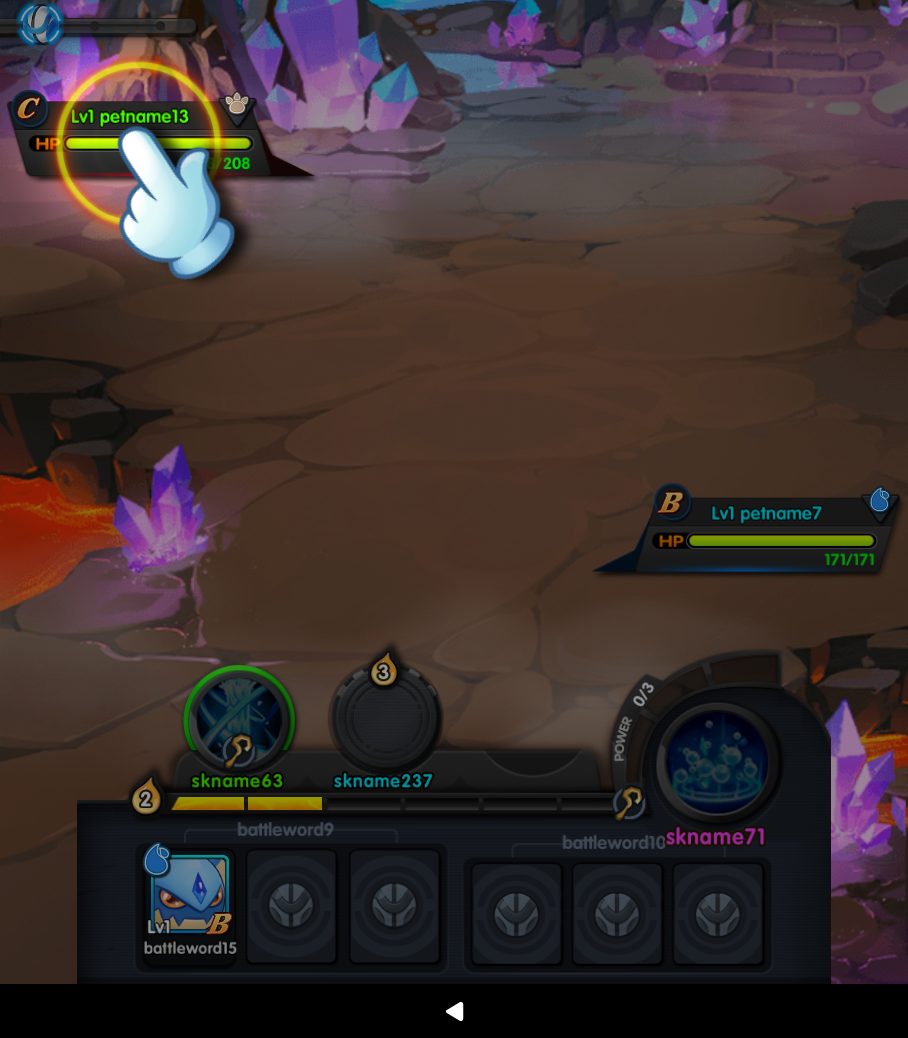 C
Lv1 petname13
HP
/208
B
Lv1 petname7
HP
171/171
3
POWER 0/3
skname63
skname237
2
battleword9
battleword10
skname71
Lv1
B
battleword15